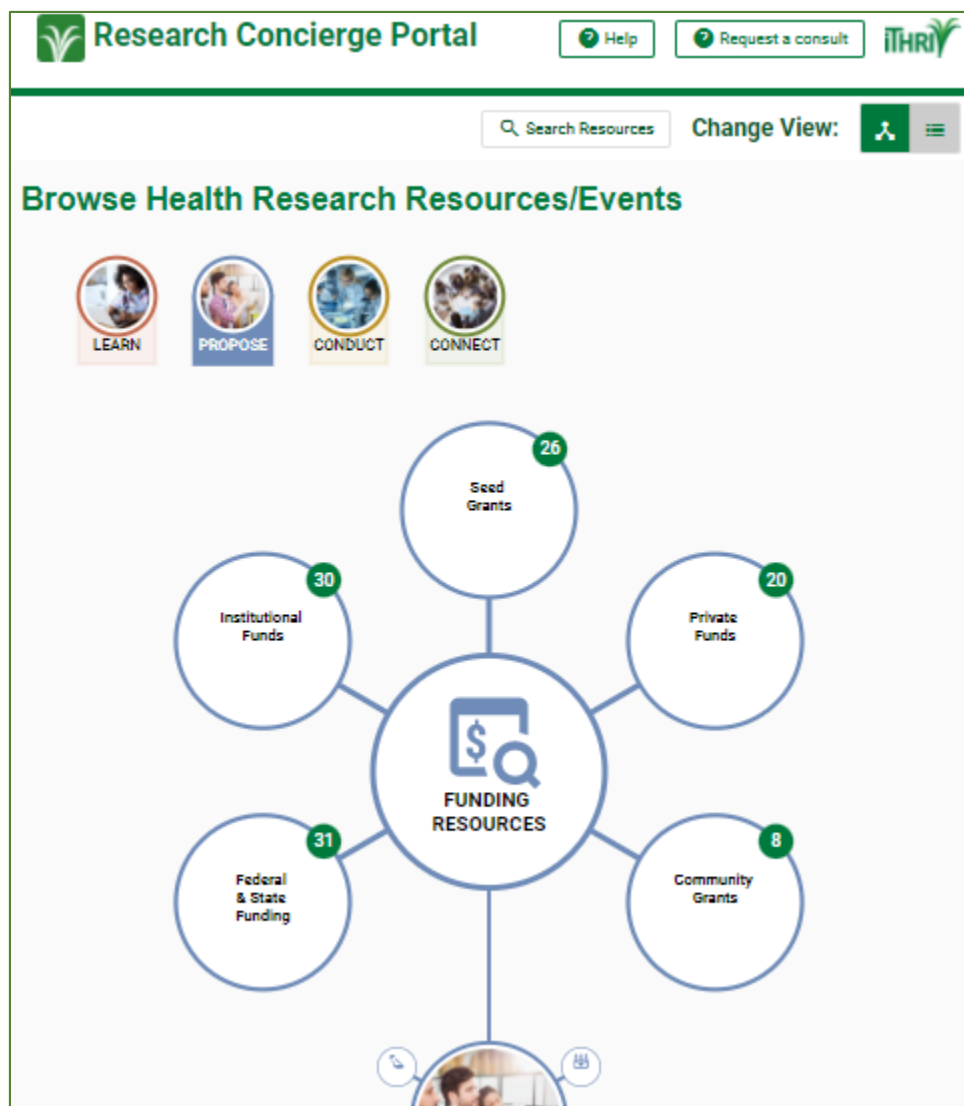 Research Concierge Portal
Help
Request a consult
iTHRIV
Search Resources
Change View:
Browse Health Research Resources/Events
LEARN
PROPOSE
CONDUCT
CONNECT
26
Seed
Grants
30
Institutional
Funds
20
Private
Funds
$
FUNDING
RESOURCES
31
Federal
& State
Funding
8
Community
Grants